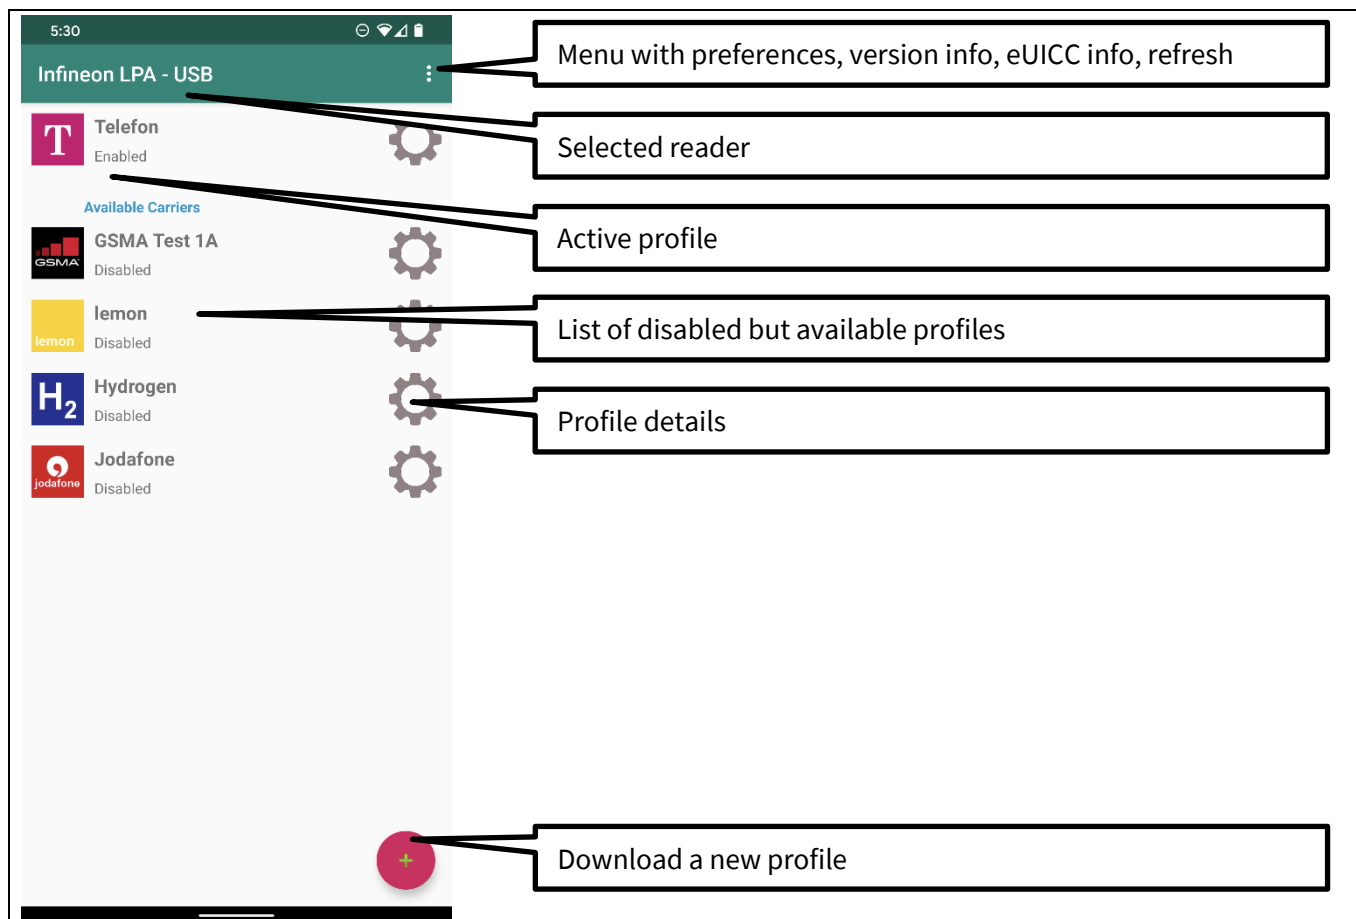 5:30
Infineon LPA - USB
Menu with preferences, version info, eUICC info, refresh
T
Telefon
Enabled
Selected reader
Available Carriers
Active profile
GSMA
GSMA Test 1A
Disabled
lemon
lemon
Disabled
List of disabled but available profiles
H2
Hydrogen
Disabled
Profile details
jodafone
Jodafone
Disabled
+
Download a new profile